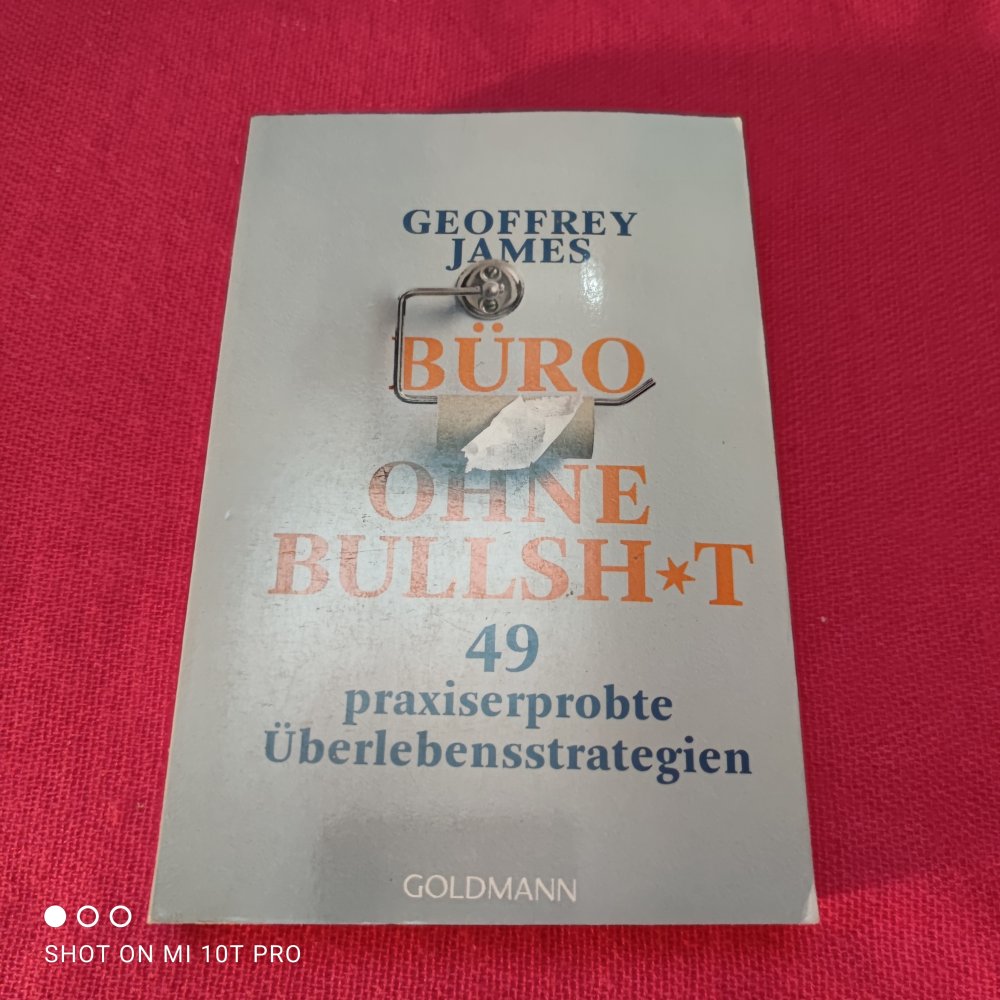 GEOFFREY
JAMES
BÜRO
OHNE
BULLSH*T
49
praxiserprobte
Überlebensstrategien
GOLDMANN
SHOT ON MI 10T PRO